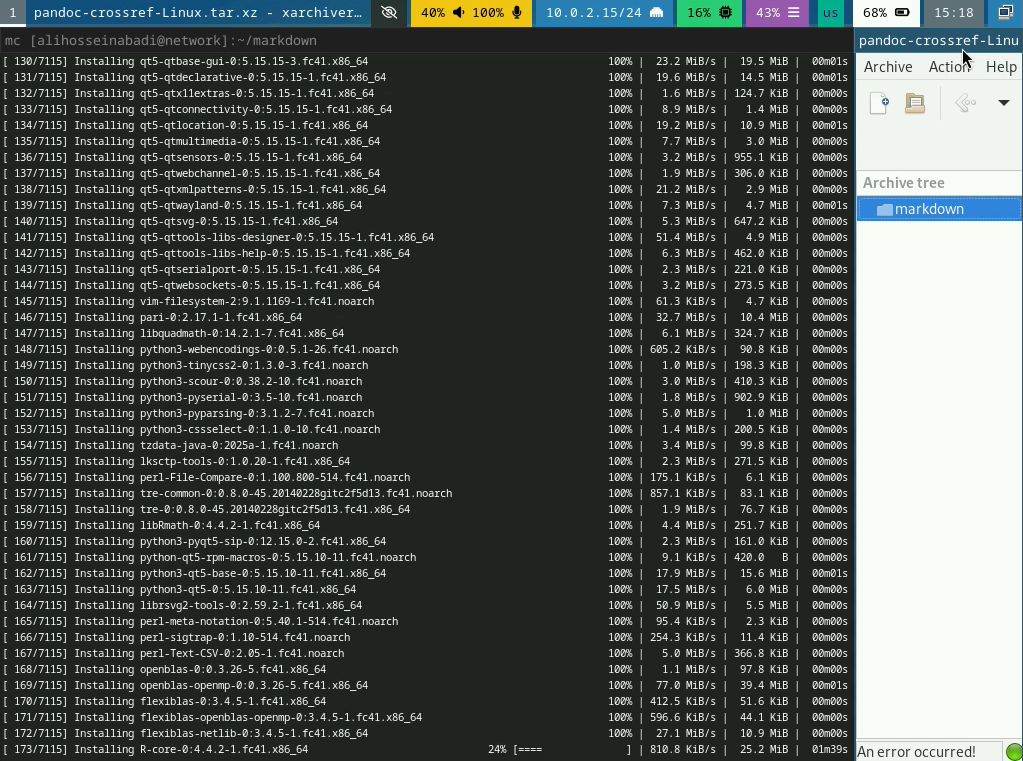 1 pandoc-crossref-Linux.tar.xz - xarchiver… 40% 100% 10.0.2.15/24 16% 43% us 68% 15:18
mc [alihosseinabadi@network]:~/markdown
pandoc-crossref-Linu
Archive Action Help
Archive tree
markdown
An error occurred!
[ 130/7115] Installing qt5-qtbase-gui-0:5.15.15-3.fc41.x86_64 100% | 23.2 MiB/s | 19.5 MiB | 00m01s
[ 131/7115] Installing qt5-qtdeclarative-0:5.15.15-1.fc41.x86_64 100% | 19.6 MiB/s | 14.5 MiB | 00m01s
[ 132/7115] Installing qt5-qtx11extras-0:5.15.15-1.fc41.x86_64 100% | 1.6 MiB/s | 124.7 KiB | 00m00s
[ 133/7115] Installing qt5-qtconnectivity-0:5.15.15-1.fc41.x86_64 100% | 8.9 MiB/s | 1.4 MiB | 00m00s
[ 134/7115] Installing qt5-qtlocation-0:5.15.15-1.fc41.x86_64 100% | 19.2 MiB/s | 10.9 MiB | 00m01s
[ 135/7115] Installing qt5-qtmultimedia-0:5.15.15-1.fc41.x86_64 100% | 7.7 MiB/s | 3.0 MiB | 00m00s
[ 136/7115] Installing qt5-qtsensors-0:5.15.15-1.fc41.x86_64 100% | 3.2 MiB/s | 955.1 KiB | 00m00s
[ 137/7115] Installing qt5-qtwebchannel-0:5.15.15-1.fc41.x86_64 100% | 1.9 MiB/s | 306.0 KiB | 00m00s
[ 138/7115] Installing qt5-qtxmlpatterns-0:5.15.15-1.fc41.x86_64 100% | 21.2 MiB/s | 2.9 MiB | 00m00s
[ 139/7115] Installing qt5-qtwayland-0:5.15.15-1.fc41.x86_64 100% | 7.3 MiB/s | 4.7 MiB | 00m01s
[ 140/7115] Installing qt5-qtsvg-0:5.15.15-1.fc41.x86_64 100% | 5.3 MiB/s | 647.2 KiB | 00m00s
[ 141/7115] Installing qt5-qttools-libs-designer-0:5.15.15-1.fc41.x86_64 100% | 51.4 MiB/s | 4.9 MiB | 00m00s
[ 142/7115] Installing qt5-qttools-libs-help-0:5.15.15-1.fc41.x86_64 100% | 6.3 MiB/s | 462.0 KiB | 00m00s
[ 143/7115] Installing qt5-qtserialport-0:5.15.15-1.fc41.x86_64 100% | 2.3 MiB/s | 221.0 KiB | 00m00s
[ 144/7115] Installing qt5-qtwebsockets-0:5.15.15-1.fc41.x86_64 100% | 3.2 MiB/s | 273.5 KiB | 00m00s
[ 145/7115] Installing vim-filesystem-2:9.1.1169-1.fc41.noarch 100% | 61.3 KiB/s | 4.7 KiB | 00m00s
[ 146/7115] Installing pari-0:2.17.1-1.fc41.x86_64 100% | 32.7 MiB/s | 10.4 MiB | 00m00s
[ 147/7115] Installing libquadmath-0:14.2.1-7.fc41.x86_64 100% | 6.1 MiB/s | 324.7 KiB | 00m00s
[ 148/7115] Installing python3-webencodings-0:0.5.1-26.fc41.noarch 100% | 605.2 KiB/s | 90.8 KiB | 00m00s
[ 149/7115] Installing python3-tinycss2-0:1.3.0-3.fc41.noarch 100% | 1.0 MiB/s | 198.3 KiB | 00m00s
[ 150/7115] Installing python3-scour-0:0.38.2-10.fc41.noarch 100% | 3.0 MiB/s | 410.3 KiB | 00m00s
[ 151/7115] Installing python3-pyserial-0:3.5-10.fc41.noarch 100% | 1.8 MiB/s | 902.9 KiB | 00m00s
[ 152/7115] Installing python3-pyparsing-0:3.1.2-7.fc41.noarch 100% | 5.0 MiB/s | 1.0 MiB | 00m00s
[ 153/7115] Installing python3-cssselect-0:1.1.0-10.fc41.noarch 100% | 1.4 MiB/s | 200.5 KiB | 00m00s
[ 154/7115] Installing tzdata-java-0:2025a-1.fc41.noarch 100% | 3.4 MiB/s | 99.8 KiB | 00m00s
[ 155/7115] Installing lksctp-tools-0:1.0.20-1.fc41.x86_64 100% | 2.3 MiB/s | 271.5 KiB | 00m00s
[ 156/7115] Installing perl-File-Compare-0:1.100.800-514.fc41.noarch 100% | 175.1 KiB/s | 6.1 KiB | 00m00s
[ 157/7115] Installing tre-common-0:0.8.0-45.20140228gitc2f5d13.fc41.noarch 100% | 857.1 KiB/s | 83.1 KiB | 00m00s
[ 158/7115] Installing tre-0:0.8.0-45.20140228gitc2f5d13.fc41.x86_64 100% | 1.9 MiB/s | 76.7 KiB | 00m00s
[ 159/7115] Installing libRmath-0:4.4.2-1.fc41.x86_64 100% | 4.4 MiB/s | 251.7 KiB | 00m00s
[ 160/7115] Installing python3-pyqt5-sip-0:12.15.0-2.fc41.x86_64 100% | 2.3 MiB/s | 161.0 KiB | 00m00s
[ 161/7115] Installing python-qt5-rpm-macros-0:5.15.10-11.fc41.noarch 100% | 9.1 KiB/s | 420.0 B | 00m00s
[ 162/7115] Installing python3-qt5-base-0:5.15.10-11.fc41.x86_64 100% | 17.9 MiB/s | 15.6 MiB | 00m01s
[ 163/7115] Installing python3-qt5-0:5.15.10-11.fc41.x86_64 100% | 17.5 MiB/s | 6.0 MiB | 00m00s
[ 164/7115] Installing librsvg2-tools-0:2.59.2-1.fc41.x86_64 100% | 50.9 MiB/s | 5.5 MiB | 00m00s
[ 165/7115] Installing perl-meta-notation-0:5.40.1-514.fc41.noarch 100% | 95.4 KiB/s | 2.3 KiB | 00m00s
[ 166/7115] Installing perl-sigtrap-0:1.10-514.fc41.noarch 100% | 254.3 KiB/s | 11.4 KiB | 00m00s
[ 167/7115] Installing perl-Text-CSV-0:2.05-1.fc41.noarch 100% | 5.0 MiB/s | 366.8 KiB | 00m00s
[ 168/7115] Installing openblas-0:0.3.26-5.fc41.x86_64 100% | 1.1 MiB/s | 97.8 KiB | 00m00s
[ 169/7115] Installing openblas-openmp-0:0.3.26-5.fc41.x86_64 100% | 77.0 MiB/s | 39.4 MiB | 00m01s
[ 170/7115] Installing flexiblas-0:3.4.5-1.fc41.x86_64 100% | 412.5 KiB/s | 51.6 KiB | 00m00s
[ 171/7115] Installing flexiblas-openblas-openmp-0:3.4.5-1.fc41.x86_64 100% | 596.6 KiB/s | 44.1 KiB | 00m00s
[ 172/7115] Installing flexiblas-netlib-0:3.4.5-1.fc41.x86_64 100% | 27.1 MiB/s | 10.9 MiB | 00m00s
[ 173/7115] Installing R-core-0:4.4.2-1.fc41.x86_64 24% [==== ] | 810.8 KiB/s | 25.2 MiB | 01m39s